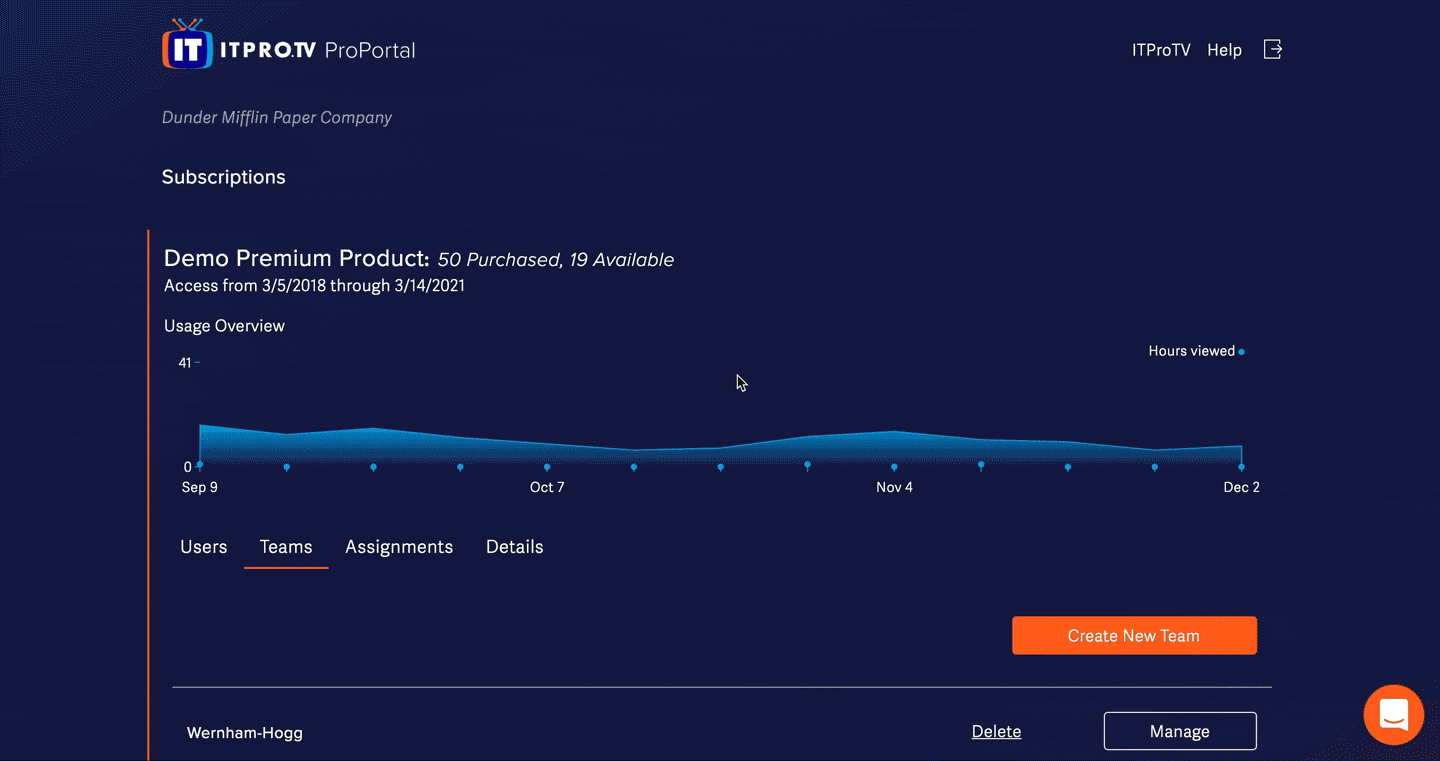 IT ITPRO.TV ProPortal
ITProTV Help
Dunder Mifflin Paper Company
Subscriptions
Demo Premium Product: 50 Purchased, 19 Available
Access from 3/5/2018 through 3/14/2021
Usage Overview
Hours viewed
41
0
Sep 9 Oct 7 Nov 4 Dec 2
Users Teams Assignments Details
Create New Team
Wernham-Hogg Delete Manage